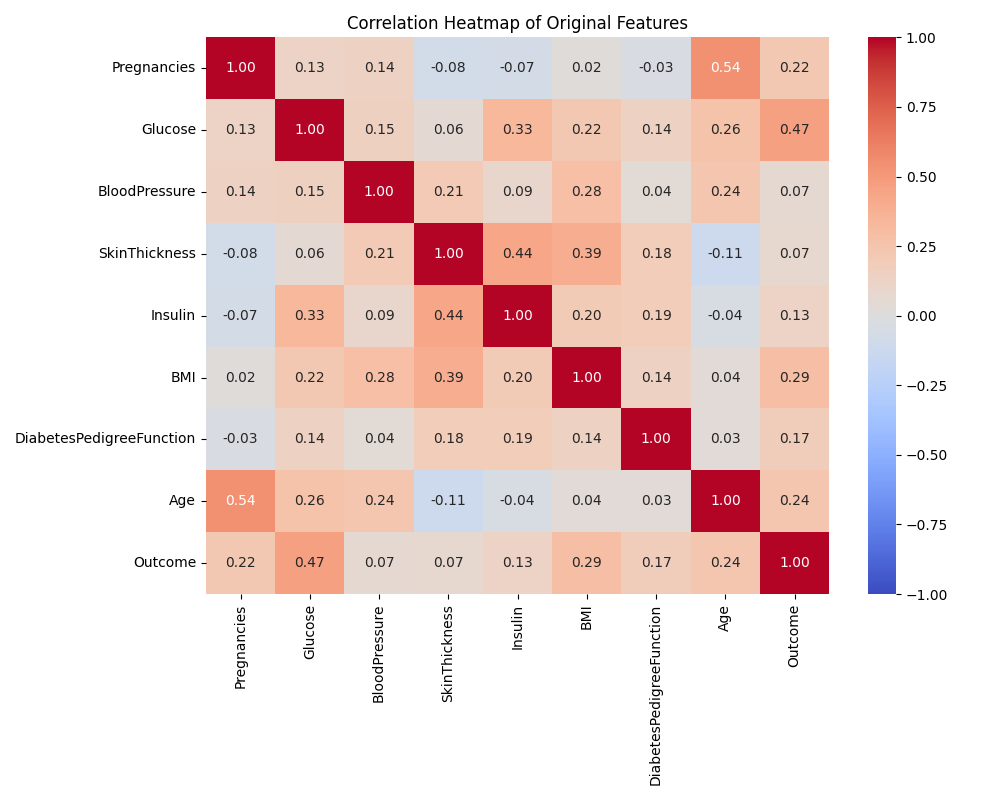 Correlation Heatmap of Original Features
Pregnancies 1.00 0.13 0.14 -0.08 -0.07 0.02 -0.03 0.54 0.22
Glucose 0.13 1.00 0.15 0.06 0.33 0.22 0.14 0.26 0.47
BloodPressure 0.14 0.15 1.00 0.21 0.09 0.28 0.04 0.24 0.07
SkinThickness -0.08 0.06 0.21 1.00 0.44 0.39 0.18 -0.11 0.07
Insulin -0.07 0.33 0.09 0.44 1.00 0.20 0.19 -0.04 0.13
BMI 0.02 0.22 0.28 0.39 0.20 1.00 0.14 0.04 0.29
DiabetesPedigreeFunction -0.03 0.14 0.04 0.18 0.19 0.14 1.00 0.03 0.17
Age 0.54 0.26 0.24 -0.11 -0.04 0.04 0.03 1.00 0.24
Outcome 0.22 0.47 0.07 0.07 0.13 0.29 0.17 0.24 1.00
Pregnancies
Glucose
BloodPressure
SkinThickness
Insulin
BMI
DiabetesPedigreeFunction
Age
Outcome
1.00
0.75
0.50
0.25
0.00
−0.25
−0.50
−0.75
−1.00